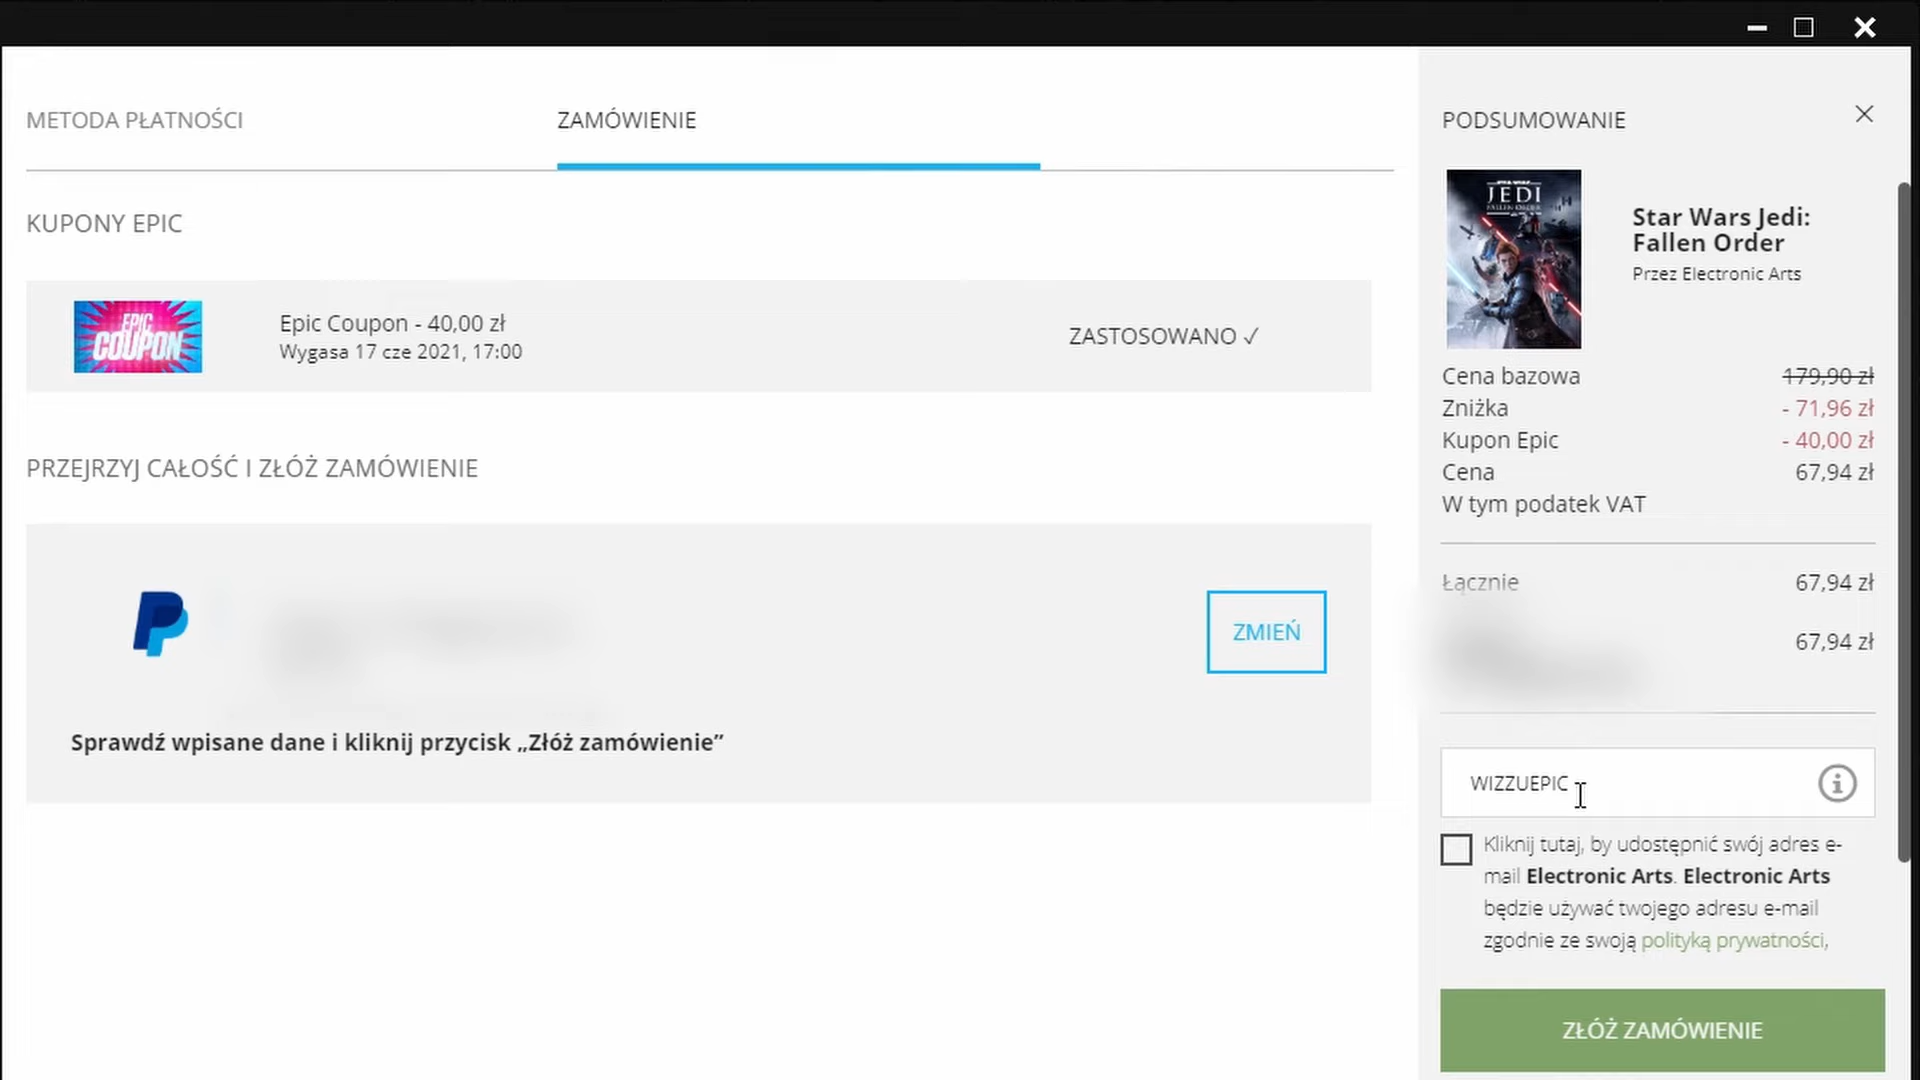 METODA PŁATNOŚCI
ZAMÓWIENIE
KUPONY EPIC
EPIC
COUPON
Epic Coupon - 40,00 zł
Wygasa 17 cze 2021, 17:00
ZASTOSOWANO ✓
PRZEJRZYJ CAŁOŚĆ I ZŁÓŻ ZAMÓWIENIE
ZMIEŃ
Sprawdź wpisane dane i kliknij przycisk „Złóż zamówienie”
PODSUMOWANIE
STAR WARS
JEDI
FALLEN ORDER
Star Wars Jedi:
Fallen Order
Przez Electronic Arts
Cena bazowa 179,90 zł
Zniżka - 71,96 zł
Kupon Epic - 40,00 zł
Cena 67,94 zł
W tym podatek VAT
Łącznie 67,94 zł
67,94 zł
WIZZUEPIC
Kliknij tutaj, by udostępnić swój adres e-
mail Electronic Arts. Electronic Arts
będzie używać twojego adresu e-mail
zgodnie ze swoją polityką prywatności,
ZŁÓŻ ZAMÓWIENIE